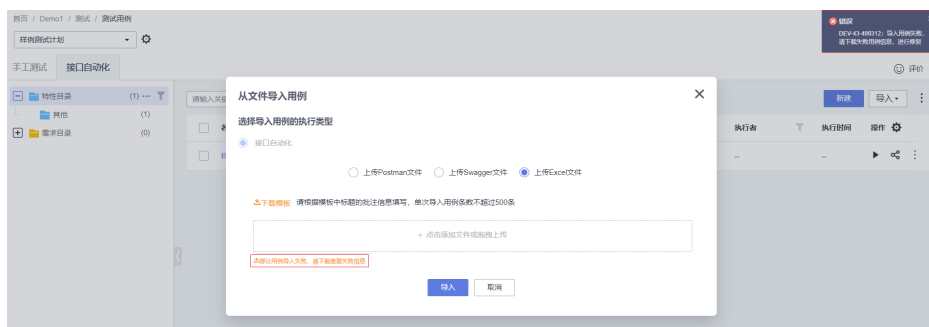 首页 / Demo1 / 测试 / 测试用例
错误
DEV-43-400312：导入用例失败，
请下载失败用例信息，进行修复
样例测试计划
手工测试 接口自动化
评价
特性目录 (1)
其他 (1)
需求目录 (0)
请输入关
新建 导入
执行者 执行时间 操作
-- --
从文件导入用例
选择导入用例的执行类型
接口自动化
上传Postman文件 上传Swagger文件 上传Excel文件
下载模板 请根据模板中标题的批注信息填写，单次导入用例条数不超过500条
+ 点击添加文件或拖拽上传
部分用例导入失败，请下载查看失败信息
导入 取消